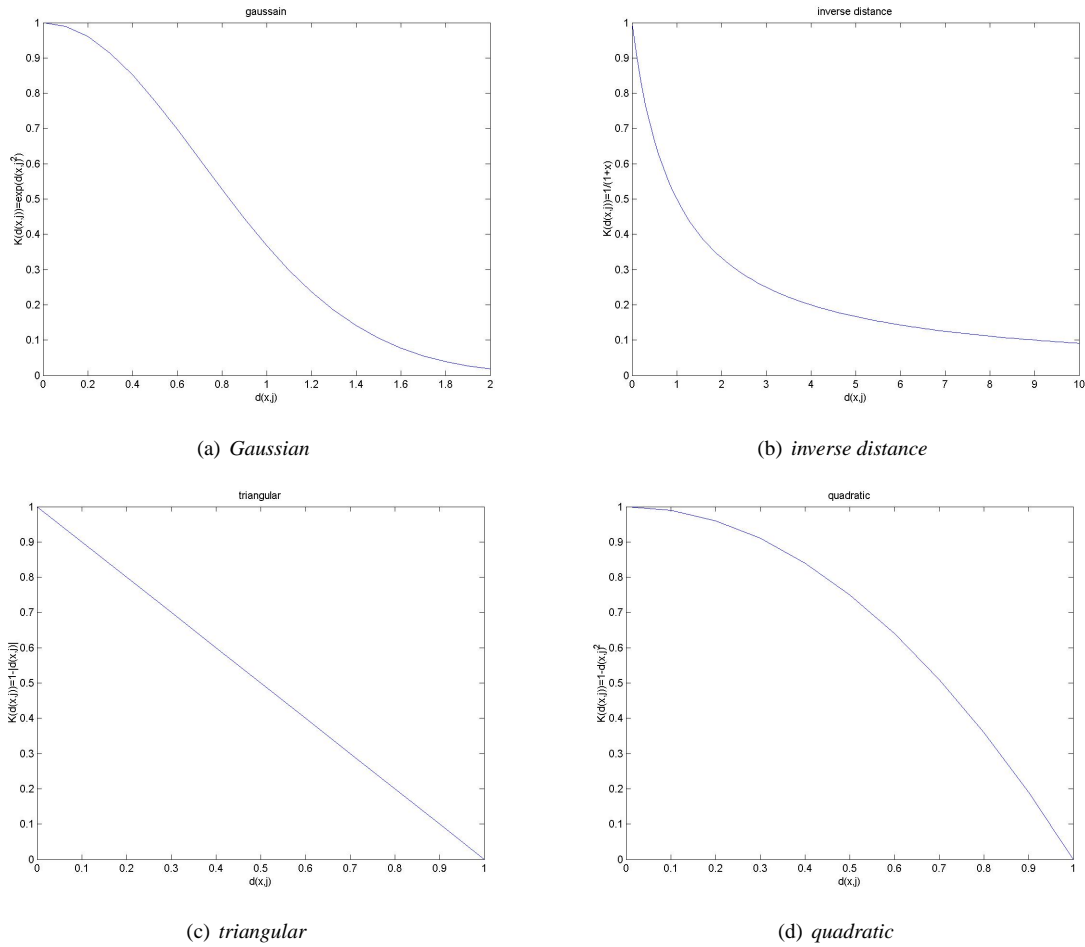 gaussain
1
0.9
0.8
0.7
0.6
0.5
0.4
0.3
0.2
0.1
0
K(d(x,j))=exp(d(x,j)²)
0 0.2 0.4 0.6 0.8 1 1.2 1.4 1.6 1.8 2
d(x,j)
(a) Gaussian
inverse distance
1
0.9
0.8
0.7
0.6
0.5
0.4
0.3
0.2
0.1
0
K(d(x,j))=1/(1+x)
0 1 2 3 4 5 6 7 8 9 10
d(x,j)
(b) inverse distance
triangular
1
0.9
0.8
0.7
0.6
0.5
0.4
0.3
0.2
0.1
0
K(d(x,j))=1-|d(x,j)|
0 0.1 0.2 0.3 0.4 0.5 0.6 0.7 0.8 0.9 1
d(x,j)
(c) triangular
quadratic
1
0.9
0.8
0.7
0.6
0.5
0.4
0.3
0.2
0.1
0
K(d(x,j))=1-d(x,j)²
0 0.1 0.2 0.3 0.4 0.5 0.6 0.7 0.8 0.9 1
d(x,j)
(d) quadratic